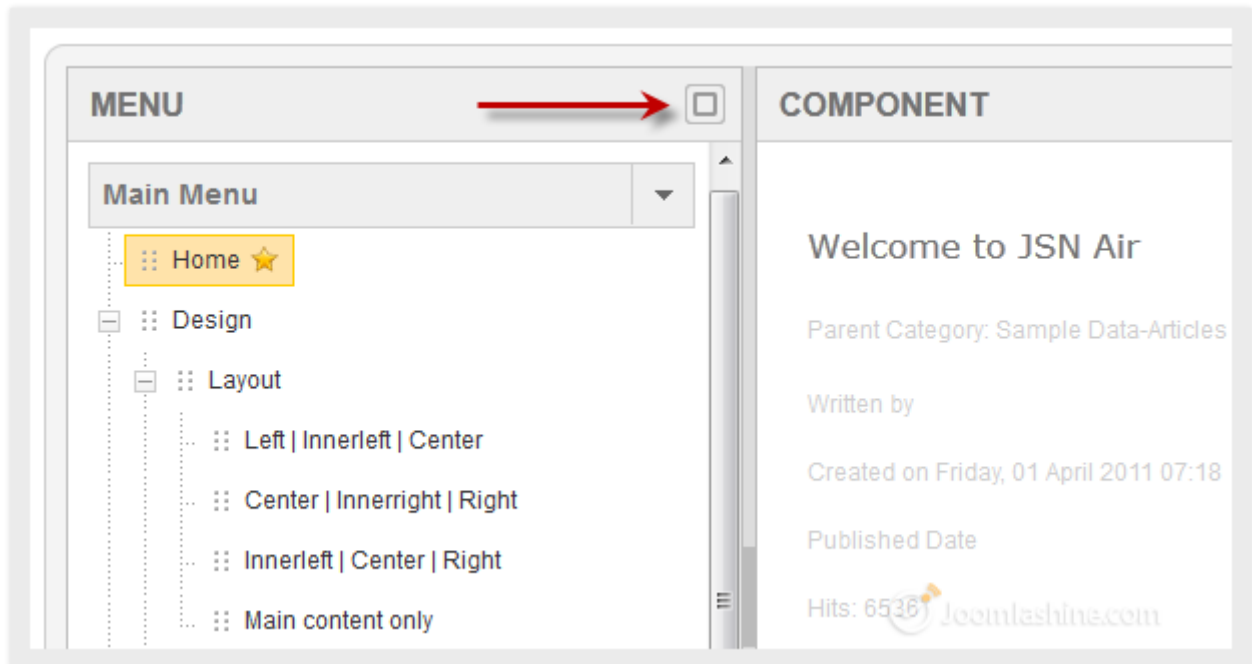 MENU
Main Menu
Home
Design
Layout
Left | Innerleft | Center
Center | Innerright | Right
Innerleft | Center | Right
Main content only
COMPONENT
Welcome to JSN Air
Parent Category: Sample Data-Articles
Written by
Created on Friday, 01 April 2011 07:18
Published Date
Hits: 6536
Joomlashine.com